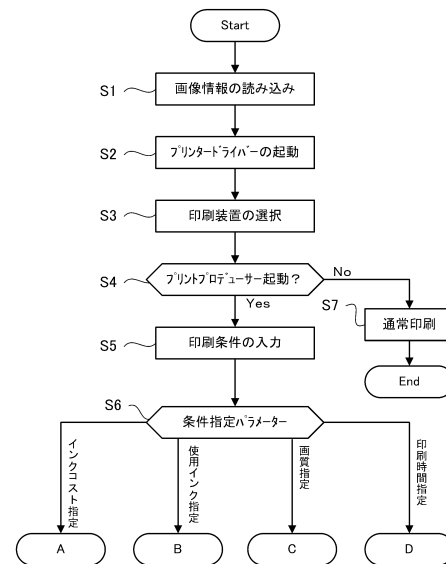 Start
S1
画像情報の読み込み
S2
プリンタードライバーの起動
S3
印刷装置の選択
S4
プリントプロデューサー起動？
No
Yes
S7
通常印刷
S5
印刷条件の入力
End
S6
条件指定パラメーター
インクコスト指定
使用インク指定
画質指定
印刷時間指定
A
B
C
D